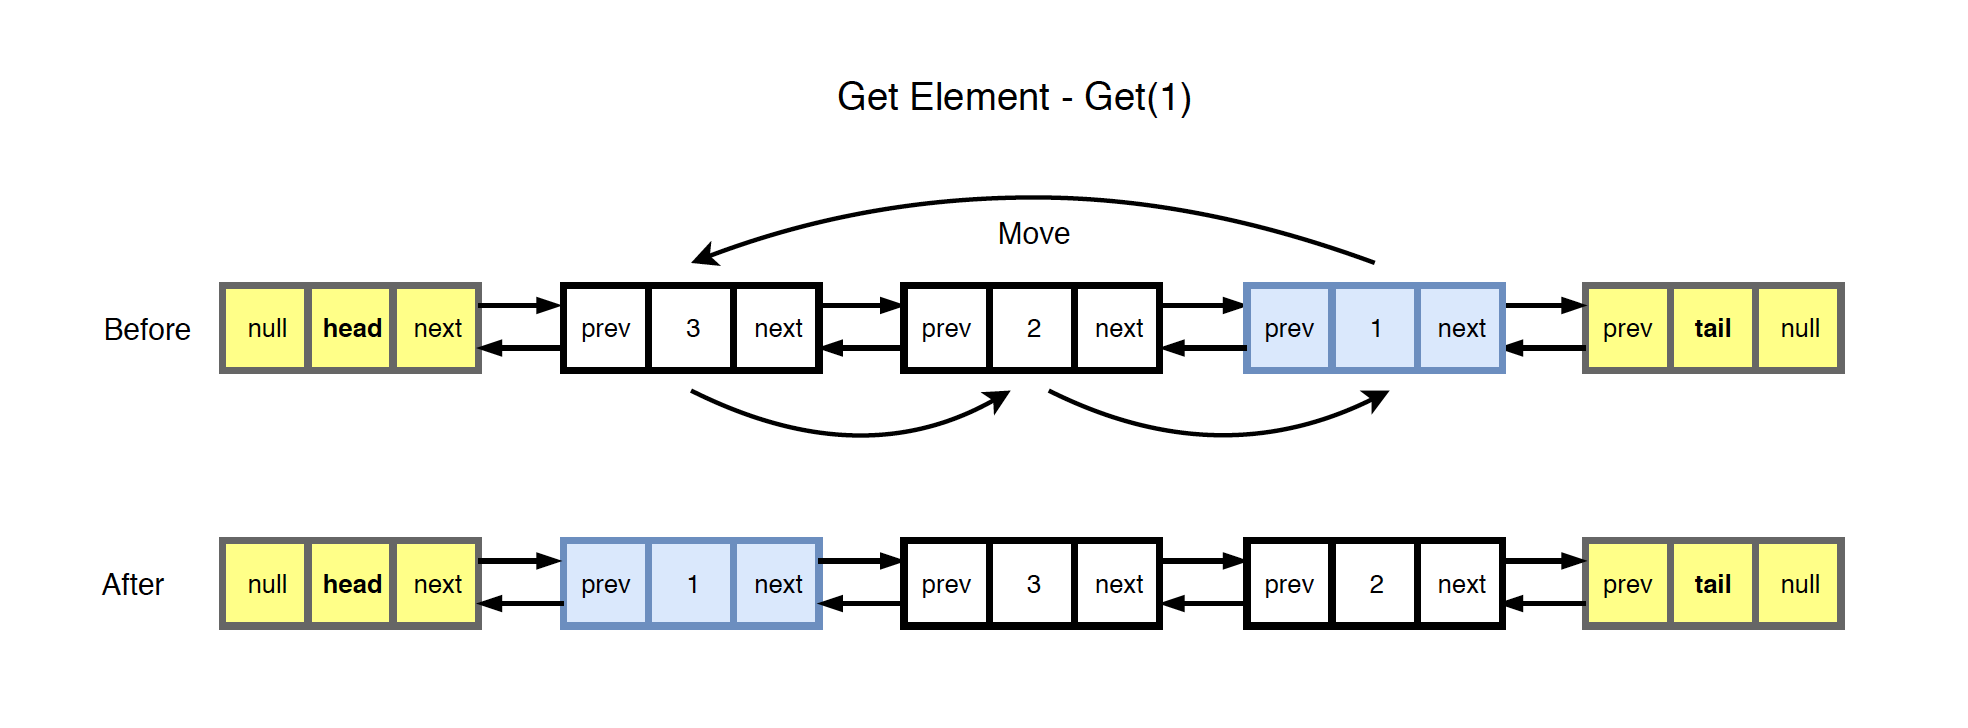 Get Element - Get(1)
Move
Before null head next prev 3 next prev 2 next prev 1 next prev tail null
After null head next prev 1 next prev 3 next prev 2 next prev tail null